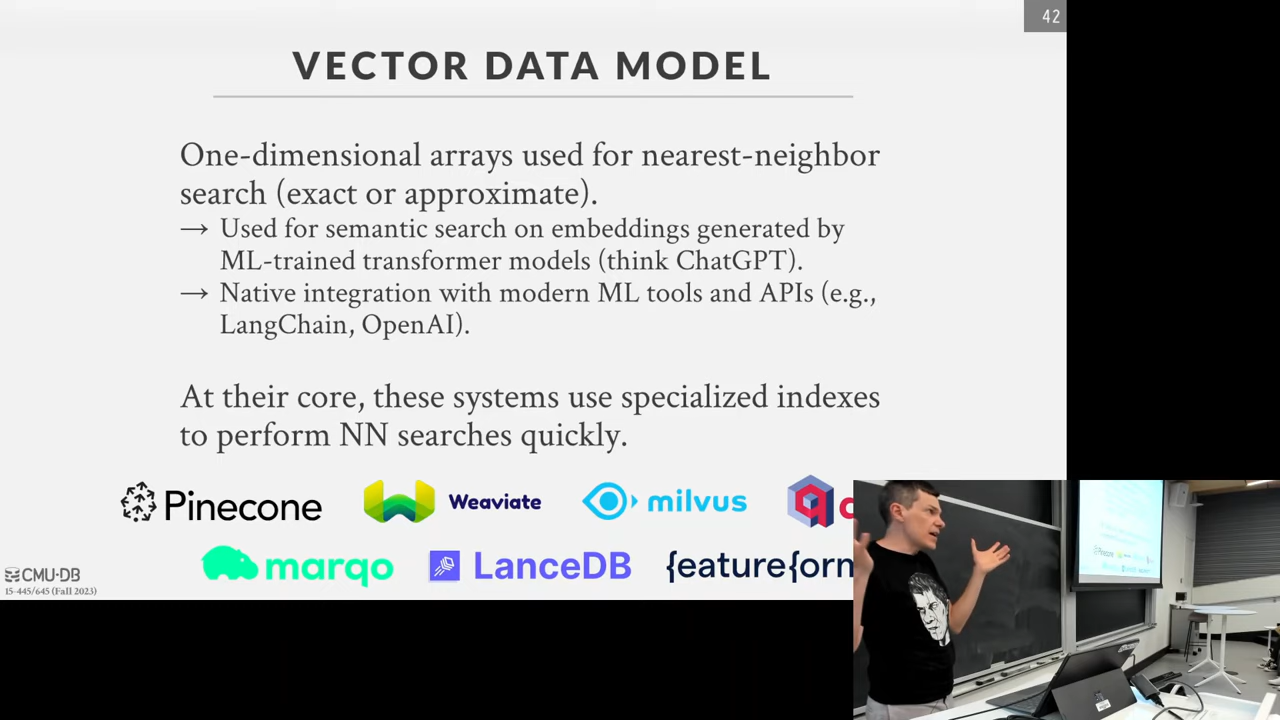 42
VECTOR DATA MODEL
One-dimensional arrays used for nearest-neighbor
search (exact or approximate).
→ Used for semantic search on embeddings generated by
ML-trained transformer models (think ChatGPT).
→ Native integration with modern ML tools and APIs (e.g.,
LangChain, OpenAI).
At their core, these systems use specialized indexes
to perform NN searches quickly.
Pinecone Weaviate milvus
marqo LanceDB {eature{orm
CMU·DB
15-445/645 (Fall 2023)